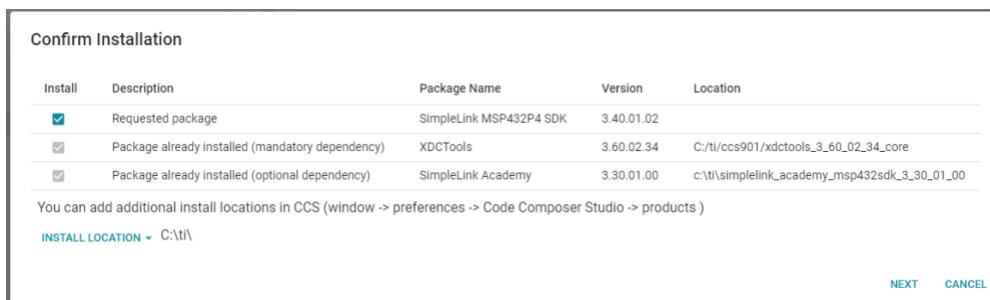 Confirm Installation
Install Description Package Name Version Location
Requested package SimpleLink MSP432P4 SDK 3.40.01.02
Package already installed (mandatory dependency) XDCTools 3.60.02.34 C:/ti/ccs901/xdctools_3_60_02_34_core
Package already installed (optional dependency) SimpleLink Academy 3.30.01.00 c:\ti\simplelink_academy_msp432sdk_3_30_01_00
You can add additional install locations in CCS (window -> preferences -> Code Composer Studio -> products )
INSTALL LOCATION C:\ti\
NEXT CANCEL